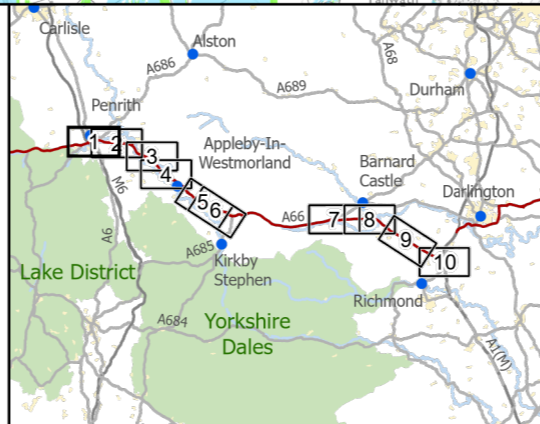 Carlisle
Alston
A68
A686
A689
Durham
Penrith
Appleby-In-
Westmorland
Barnard
Castle
Darlington
1
2
3
4
5
6
M6
A6
A66
7
8
9
10
A685
Kirkby
Stephen
Lake District
Richmond
A684
Yorkshire
Dales
A1(M)